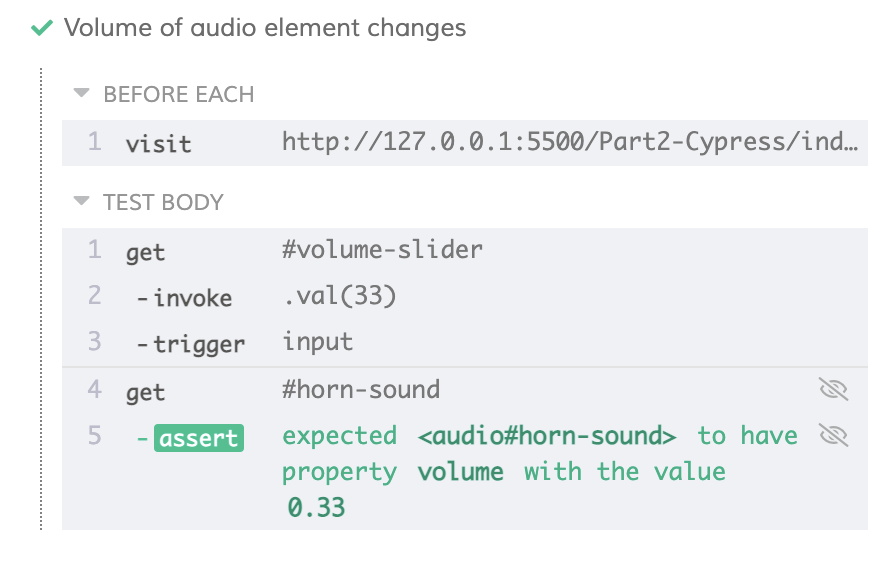 Volume of audio element changes
BEFORE EACH
1 visit http://127.0.0.1:5500/Part2-Cypress/ind…
TEST BODY
1 get #volume-slider
2 -invoke .val(33)
3 -trigger input
4 get #horn-sound
5 -assert expected <audio#horn-sound> to have
property volume with the value
0.33